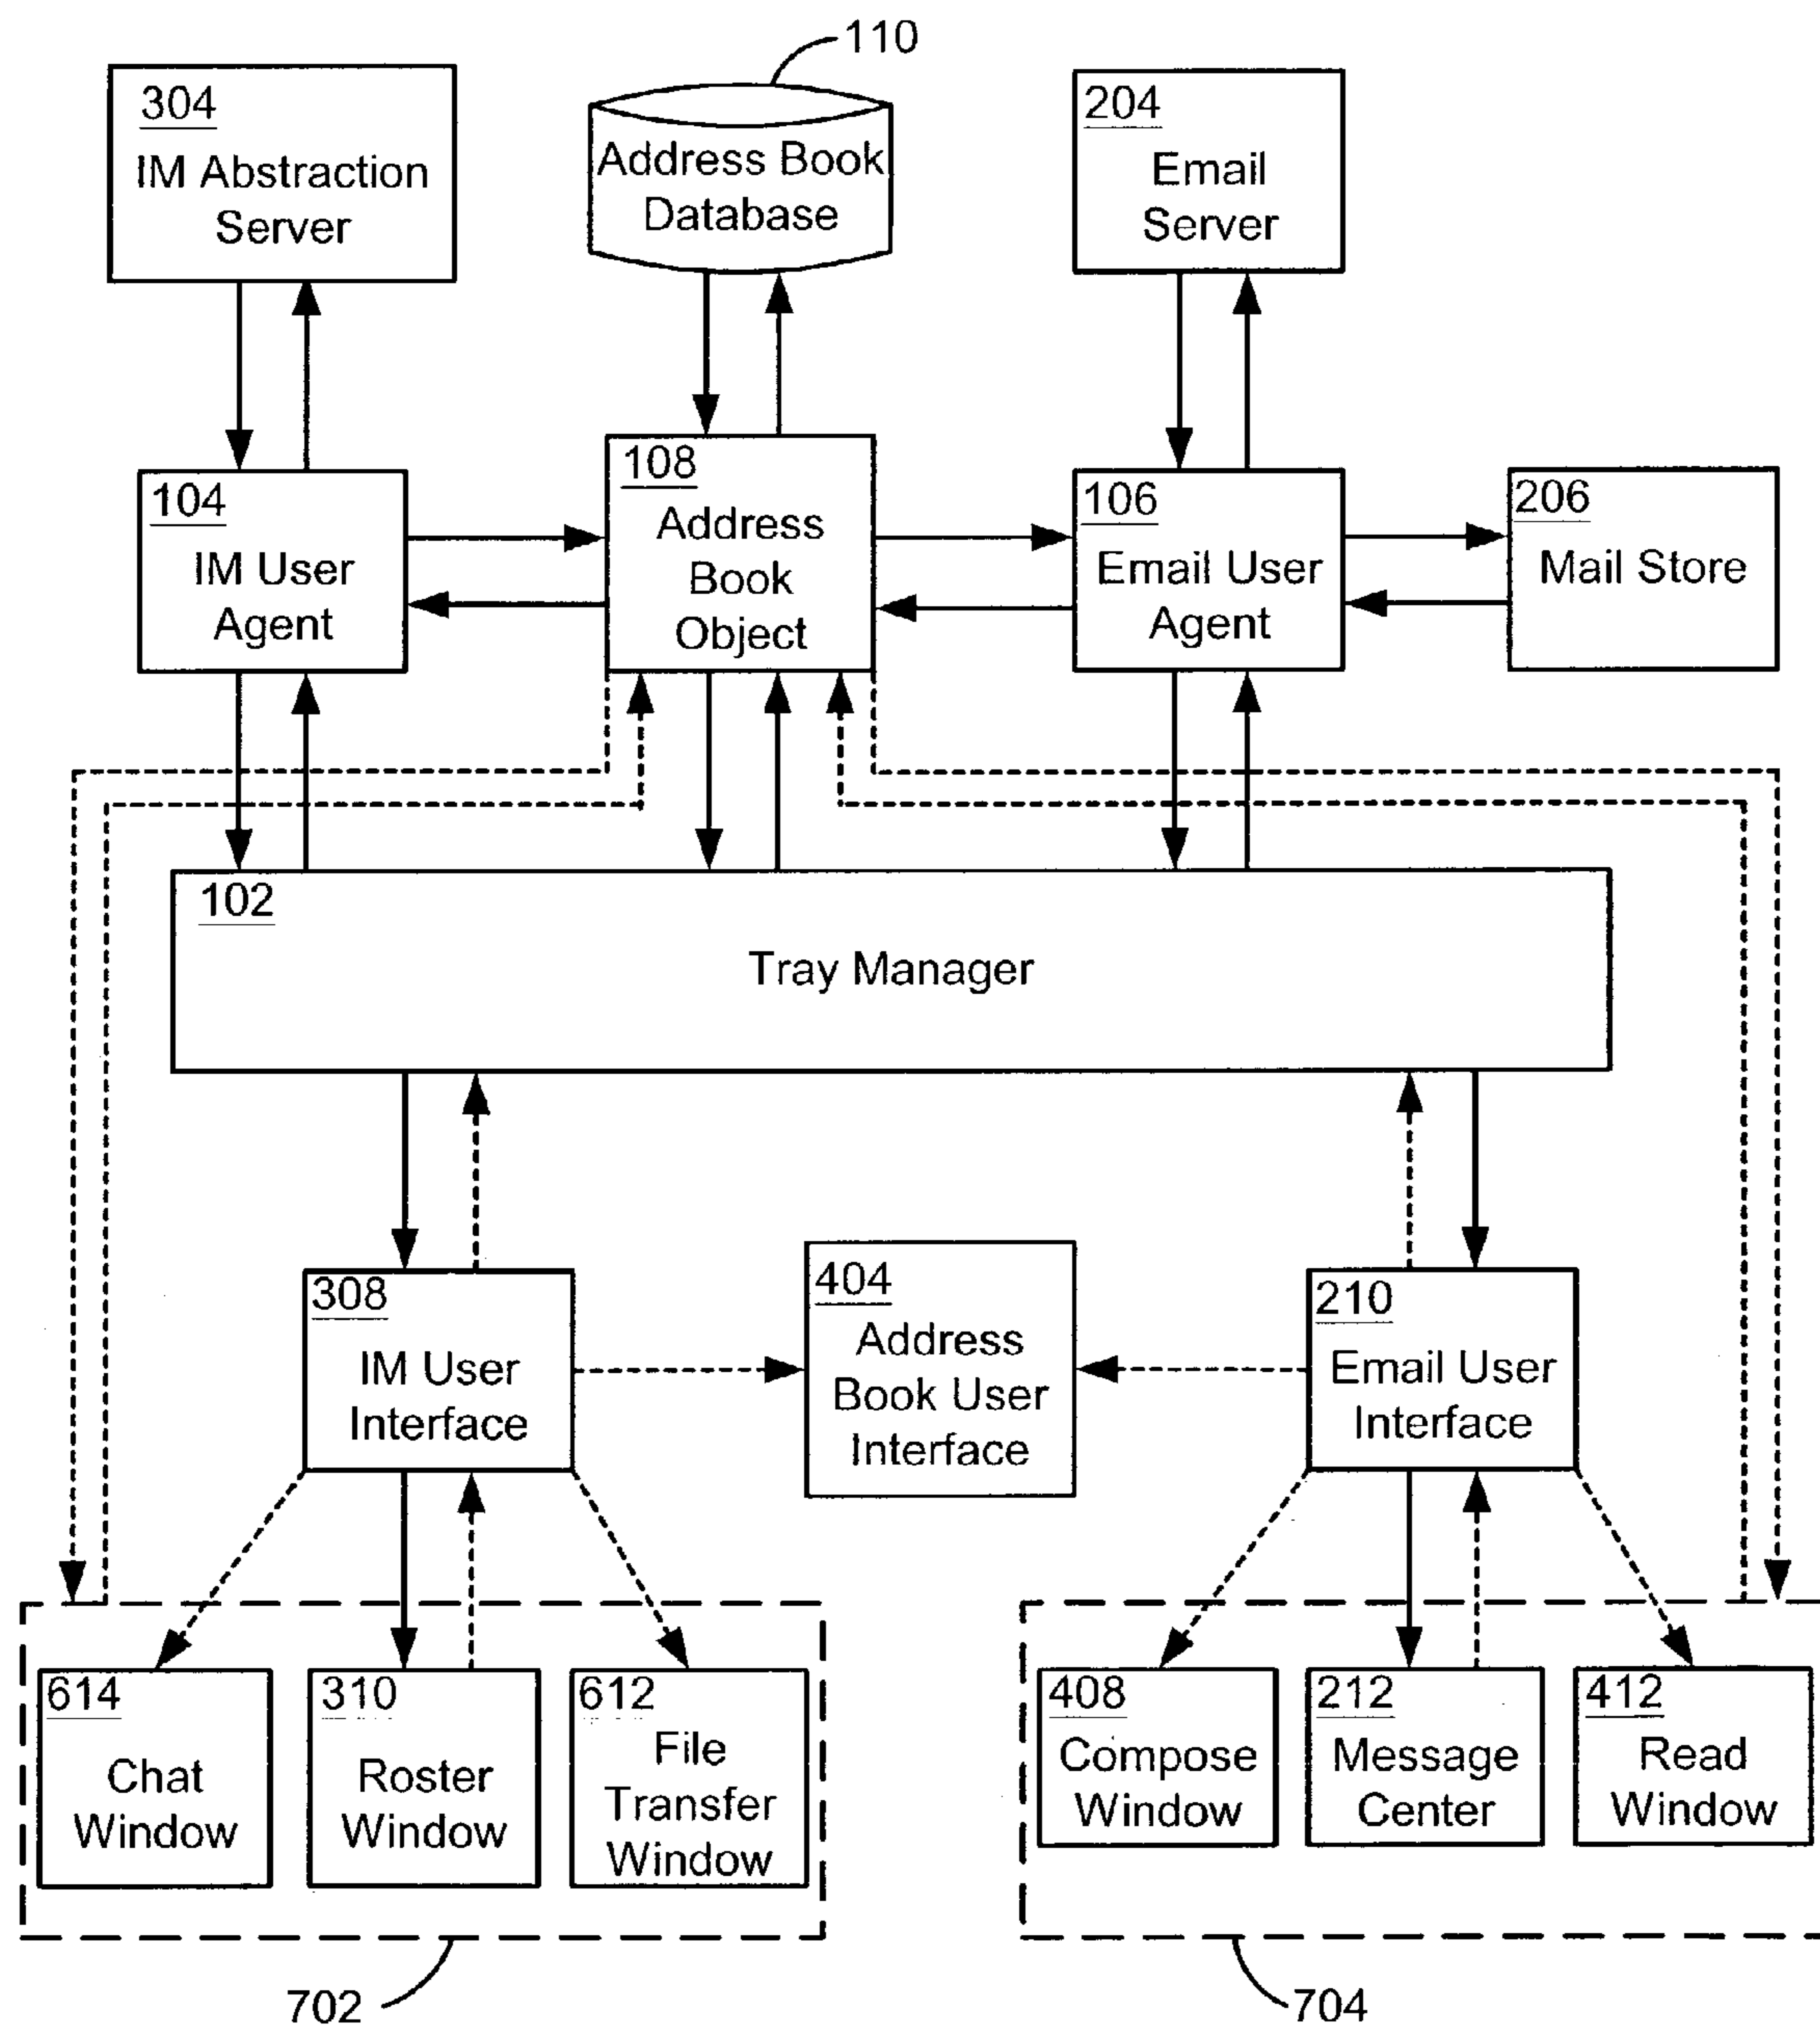 110
304
IM Abstraction
Server
Address Book
Database
204
Email
Server
104
IM User
Agent
108
Address
Book
Object
106
Email User
Agent
206
Mail Store
102
Tray Manager
308
IM User
Interface
404
Address
Book User
Interface
210
Email User
Interface
614
Chat
Window
310
Roster
Window
612
File
Transfer
Window
408
Compose
Window
212
Message
Center
412
Read
Window
702
704